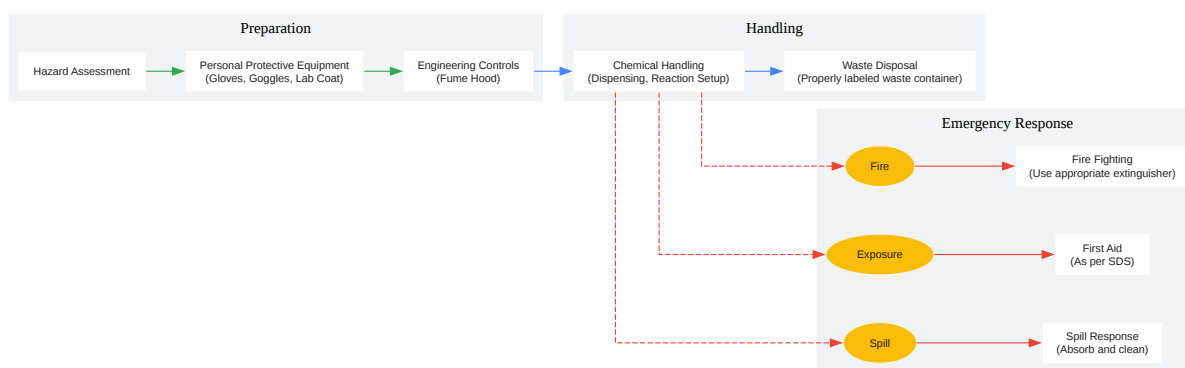 Preparation
Hazard Assessment
Personal Protective Equipment
(Gloves, Goggles, Lab Coat)
Engineering Controls
(Fume Hood)
Handling
Chemical Handling
(Dispensing, Reaction Setup)
Waste Disposal
(Properly labeled waste container)
Emergency Response
Fire
Fire Fighting
(Use appropriate extinguisher)
Exposure
First Aid
(As per SDS)
Spill
Spill Response
(Absorb and clean)